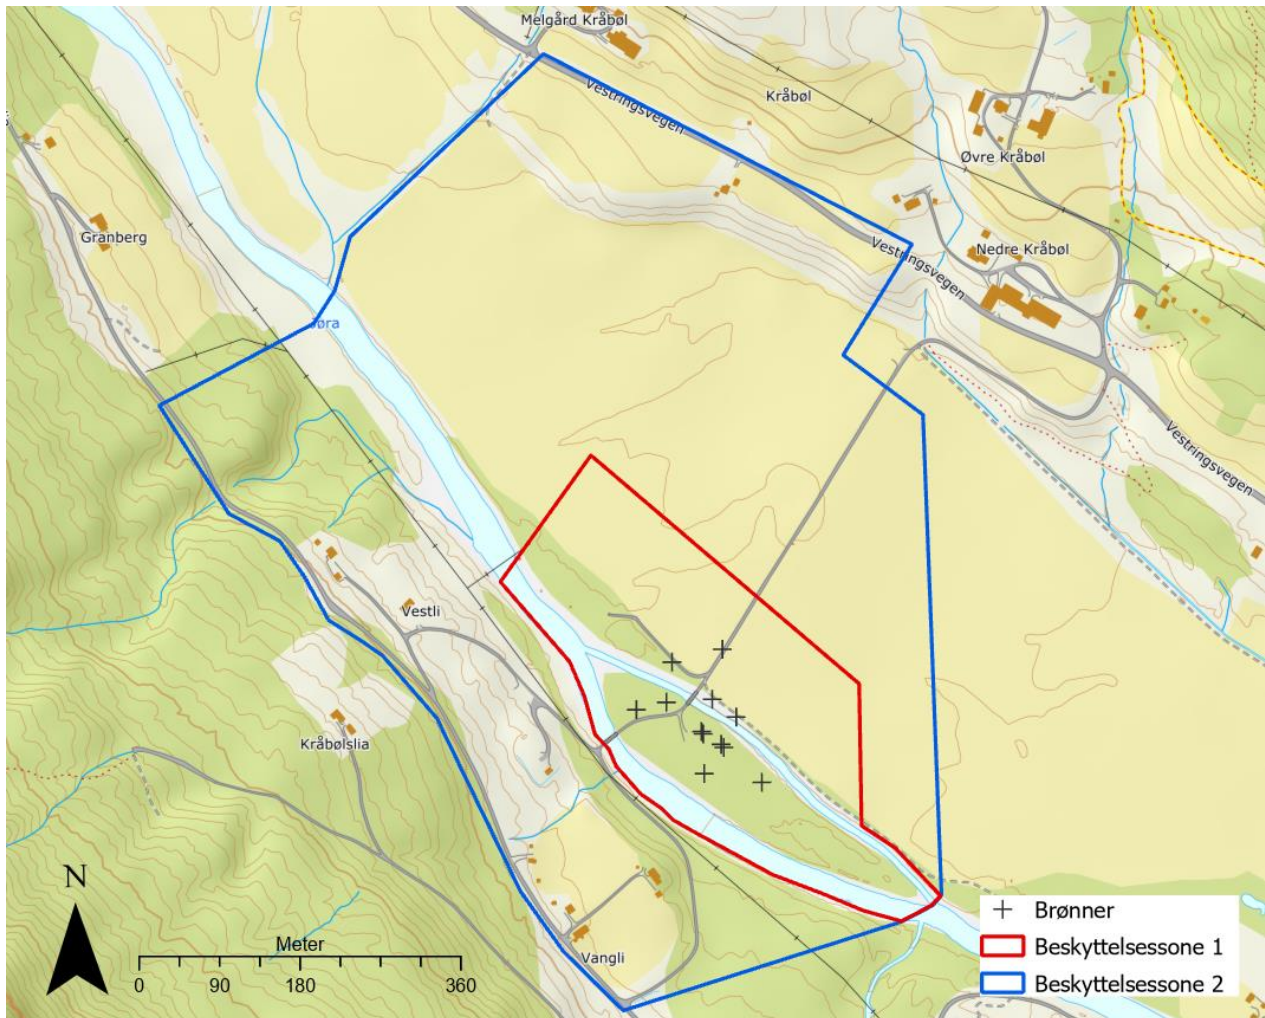 Melgård Kråbøl
Vestringsvegen
Kråbøl
Øvre Kråbøl
Granberg
Vestringsvegen
Nedre Kråbøl
Jøra
Vestringsvegen
Vestli
Kråbølslia
Vangli
N
Meter
0 90 180 360
Brønner
Beskyttelsessone 1
Beskyttelsessone 2